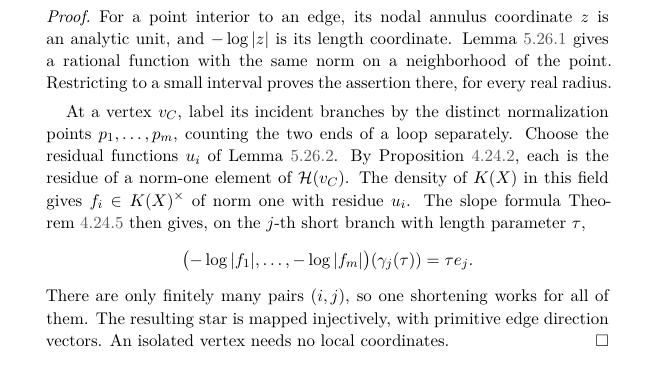 Proof. For a point interior to an edge, its nodal annulus coordinate z is
an analytic unit, and − log |z| is its length coordinate. Lemma 5.26.1 gives
a rational function with the same norm on a neighborhood of the point.
Restricting to a small interval proves the assertion there, for every real radius.
At a vertex v_C, label its incident branches by the distinct normalization
points p_1, . . . , p_m, counting the two ends of a loop separately. Choose the
residual functions u_i of Lemma 5.26.2. By Proposition 4.24.2, each is the
residue of a norm-one element of ℋ(v_C). The density of K(X) in this field
gives f_i ∈ K(X)^× of norm one with residue u_i. The slope formula Theo-
rem 4.24.5 then gives, on the j-th short branch with length parameter τ,
(− log |f_1|, . . . , − log |f_m|)(γ_j(τ)) = τe_j.
There are only finitely many pairs (i, j), so one shortening works for all of
them. The resulting star is mapped injectively, with primitive edge direction
vectors. An isolated vertex needs no local coordinates. □